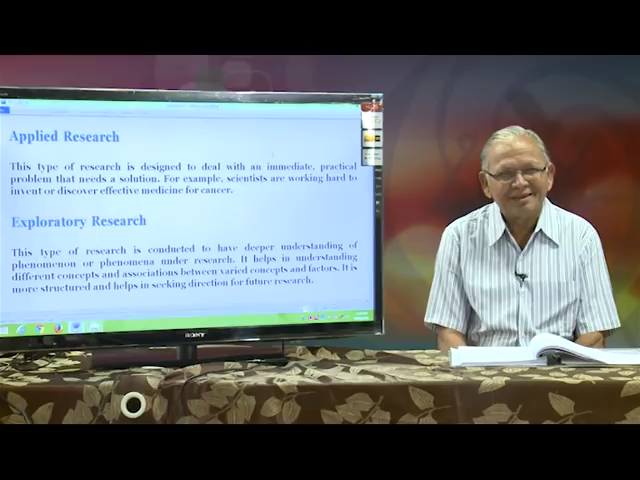 Applied Research
This type of research is designed to deal with an immediate, practical
problem that needs a solution. For example, scientists are working hard to
invent or discover effective medicine for cancer.
Exploratory Research
This type of research is conducted to have deeper understanding of
phenomenon or phenomena under research. It helps in understanding
different concepts and associations between varied concepts and factors. It is
more structured and helps in seeking direction for future research.
SONY